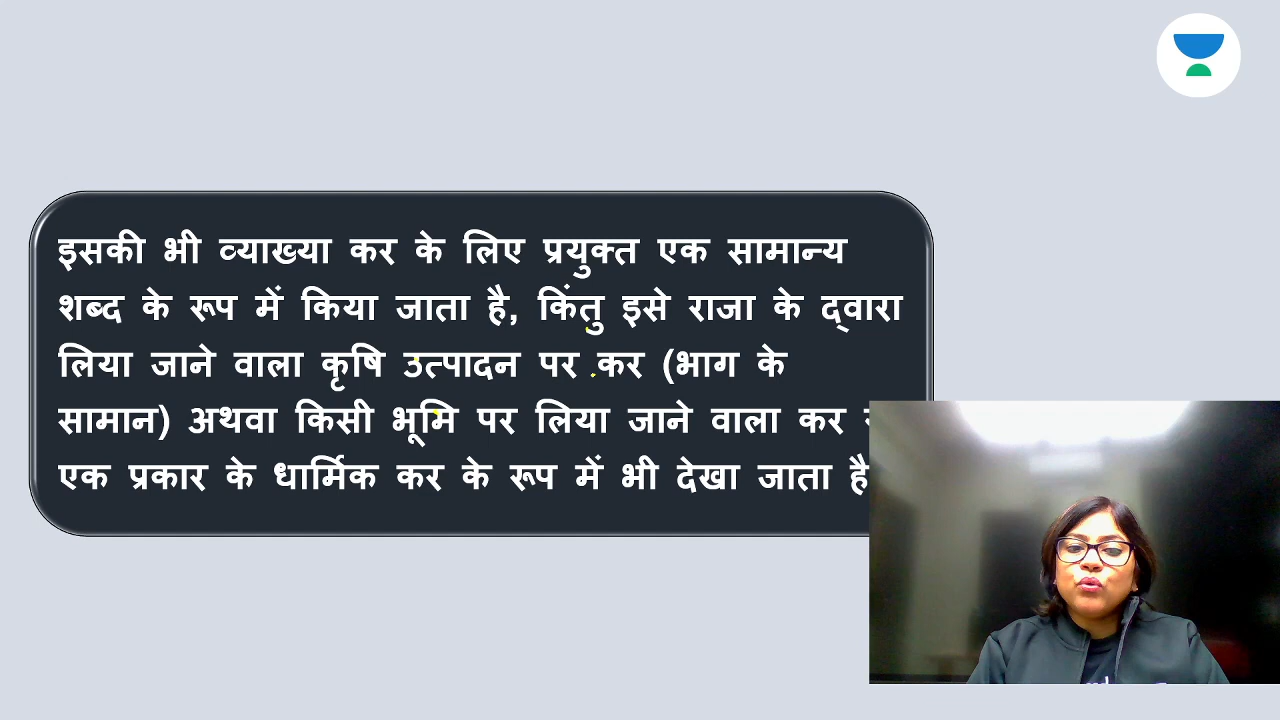 इसकी भी व्याख्या कर के लिए प्रयुक्त एक सामान्य
शब्द के रूप में किया जाता है, किंतु इसे राजा के द्वारा
लिया जाने वाला कृषि उत्पादन पर कर (भाग के
सामान) अथवा किसी भूमि पर लिया जाने वाला कर
एक प्रकार के धार्मिक कर के रूप में भी देखा जाता है